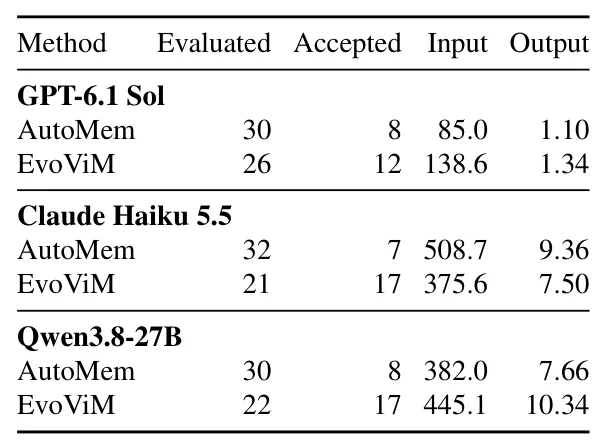 Method Evaluated Accepted Input Output
GPT-6.1 Sol
AutoMem 30 8 85.0 1.10
EvoViM 26 12 138.6 1.34
Claude Haiku 5.5
AutoMem 32 7 508.7 9.36
EvoViM 21 17 375.6 7.50
Qwen3.8-27B
AutoMem 30 8 382.0 7.66
EvoViM 22 17 445.1 10.34